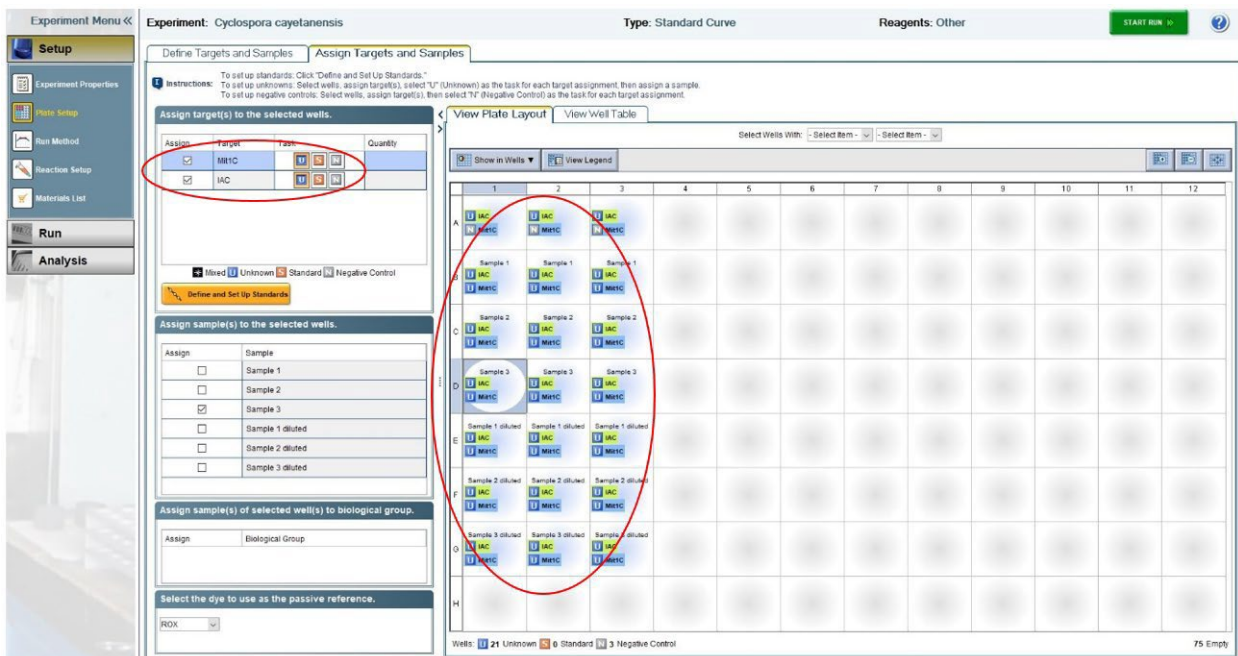 Experiment Menu «
Experiment: Cyclospora cayetanensis
Type: Standard Curve
Reagents: Other
START RUN
?
Setup
Experiment Properties
Plate Setup
Run Method
Reaction Setup
Materials List
Run
Analysis
Define Targets and Samples
Assign Targets and Samples
Instructions:
To set up standards: Click "Define and Set Up Standards."
To set up unknowns: Select wells, assign target(s), select "U" (Unknown) as the task for each target assignment, then assign a sample.
To set up negative controls: Select wells, assign target(s), then select "N" (Negative Control) as the task for each target assignment.
Assign target(s) to the selected wells.
Assign Target Task Quantity
Mit1C U S N
IAC U S N
Mixed U Unknown S Standard N Negative Control
Define and Set Up Standards
Assign sample(s) to the selected wells.
Assign Sample
Sample 1
Sample 2
Sample 3
Sample 1 diluted
Sample 2 diluted
Sample 3 diluted
Assign sample(s) of selected well(s) to biological group.
Assign Biological Group
Select the dye to use as the passive reference.
ROX
View Plate Layout
View Well Table
Select Wells With: - Select Item - - Select Item -
Show in Wells ▼ View Legend
1 2 3 4 5 6 7 8 9 10 11 12
A
U IAC U IAC U IAC
N Mit1C N Mit1C N Mit1C
B
Sample 1 Sample 1 Sample 1
U IAC U IAC U IAC
U Mit1C U Mit1C U Mit1C
C
Sample 2 Sample 2 Sample 2
U IAC U IAC U IAC
U Mit1C U Mit1C U Mit1C
D
Sample 3 Sample 3 Sample 3
U IAC U IAC U IAC
U Mit1C U Mit1C U Mit1C
E
Sample 1 diluted Sample 1 diluted Sample 1 diluted
U IAC U IAC U IAC
U Mit1C U Mit1C U Mit1C
F
Sample 2 diluted Sample 2 diluted Sample 2 diluted
U IAC U IAC U IAC
U Mit1C U Mit1C U Mit1C
G
Sample 3 diluted Sample 3 diluted Sample 3 diluted
U IAC U IAC U IAC
U Mit1C U Mit1C U Mit1C
H
Wells: U 21 Unknown S 0 Standard N 3 Negative Control
75 Empty